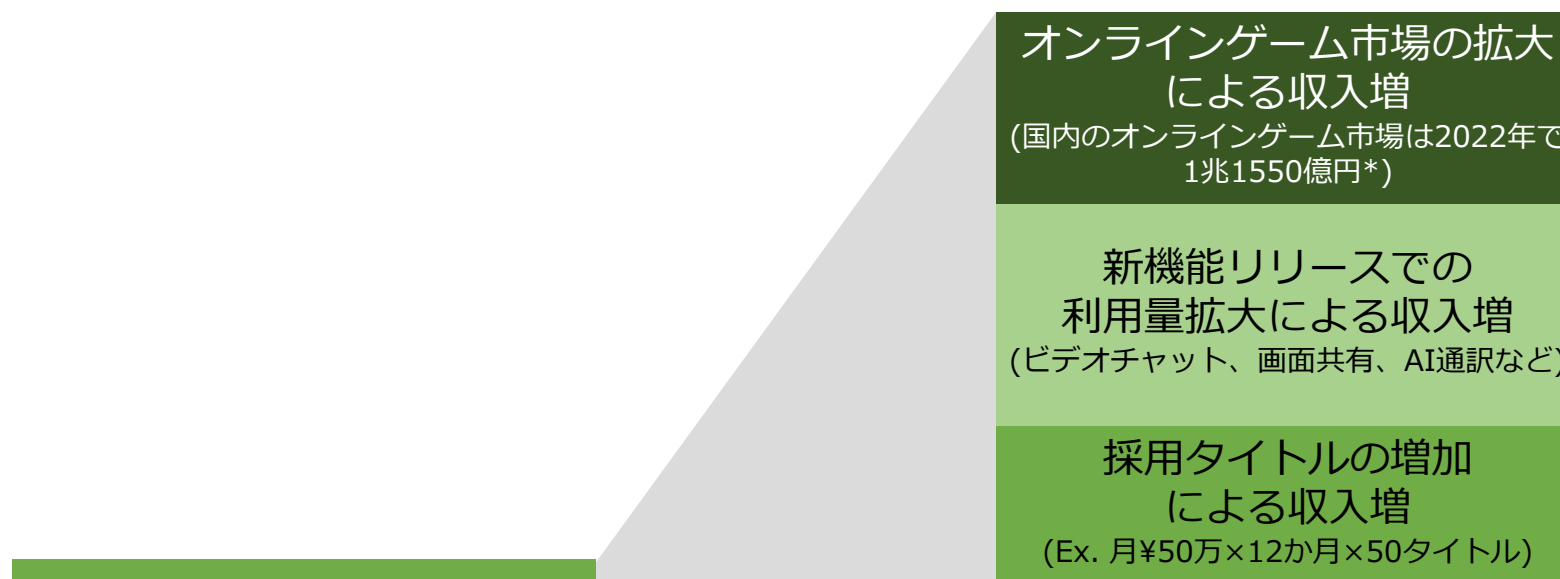 オンラインゲーム市場の拡大
による収入増
(国内のオンラインゲーム市場は2022年で
1兆1550億円*)
新機能リリースでの
利用量拡大による収入増
(ビデオチャット、画面共有、AI通訳など)
採用タイトルの増加
による収入増
(Ex. 月¥50万×12か月×50タイトル)